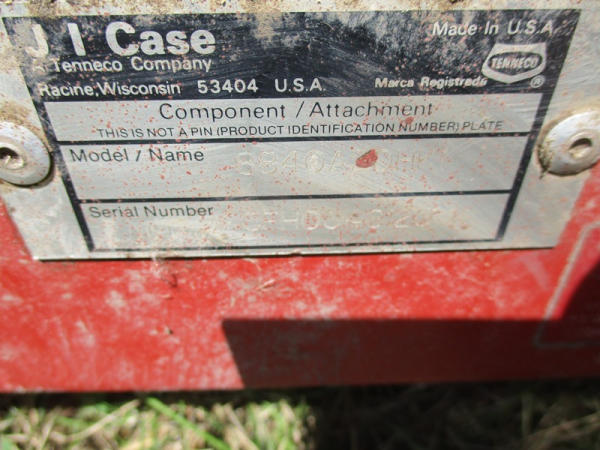 J I Case
A Tenneco Company
Racine, Wisconsin 53404 U.S.A.
Made In U.S.A.
TENNECO
Marca Registrada ®
Component / Attachment
THIS IS NOT A PIN (PRODUCT IDENTIFICATION NUMBER) PLATE
Model / Name
Serial Number